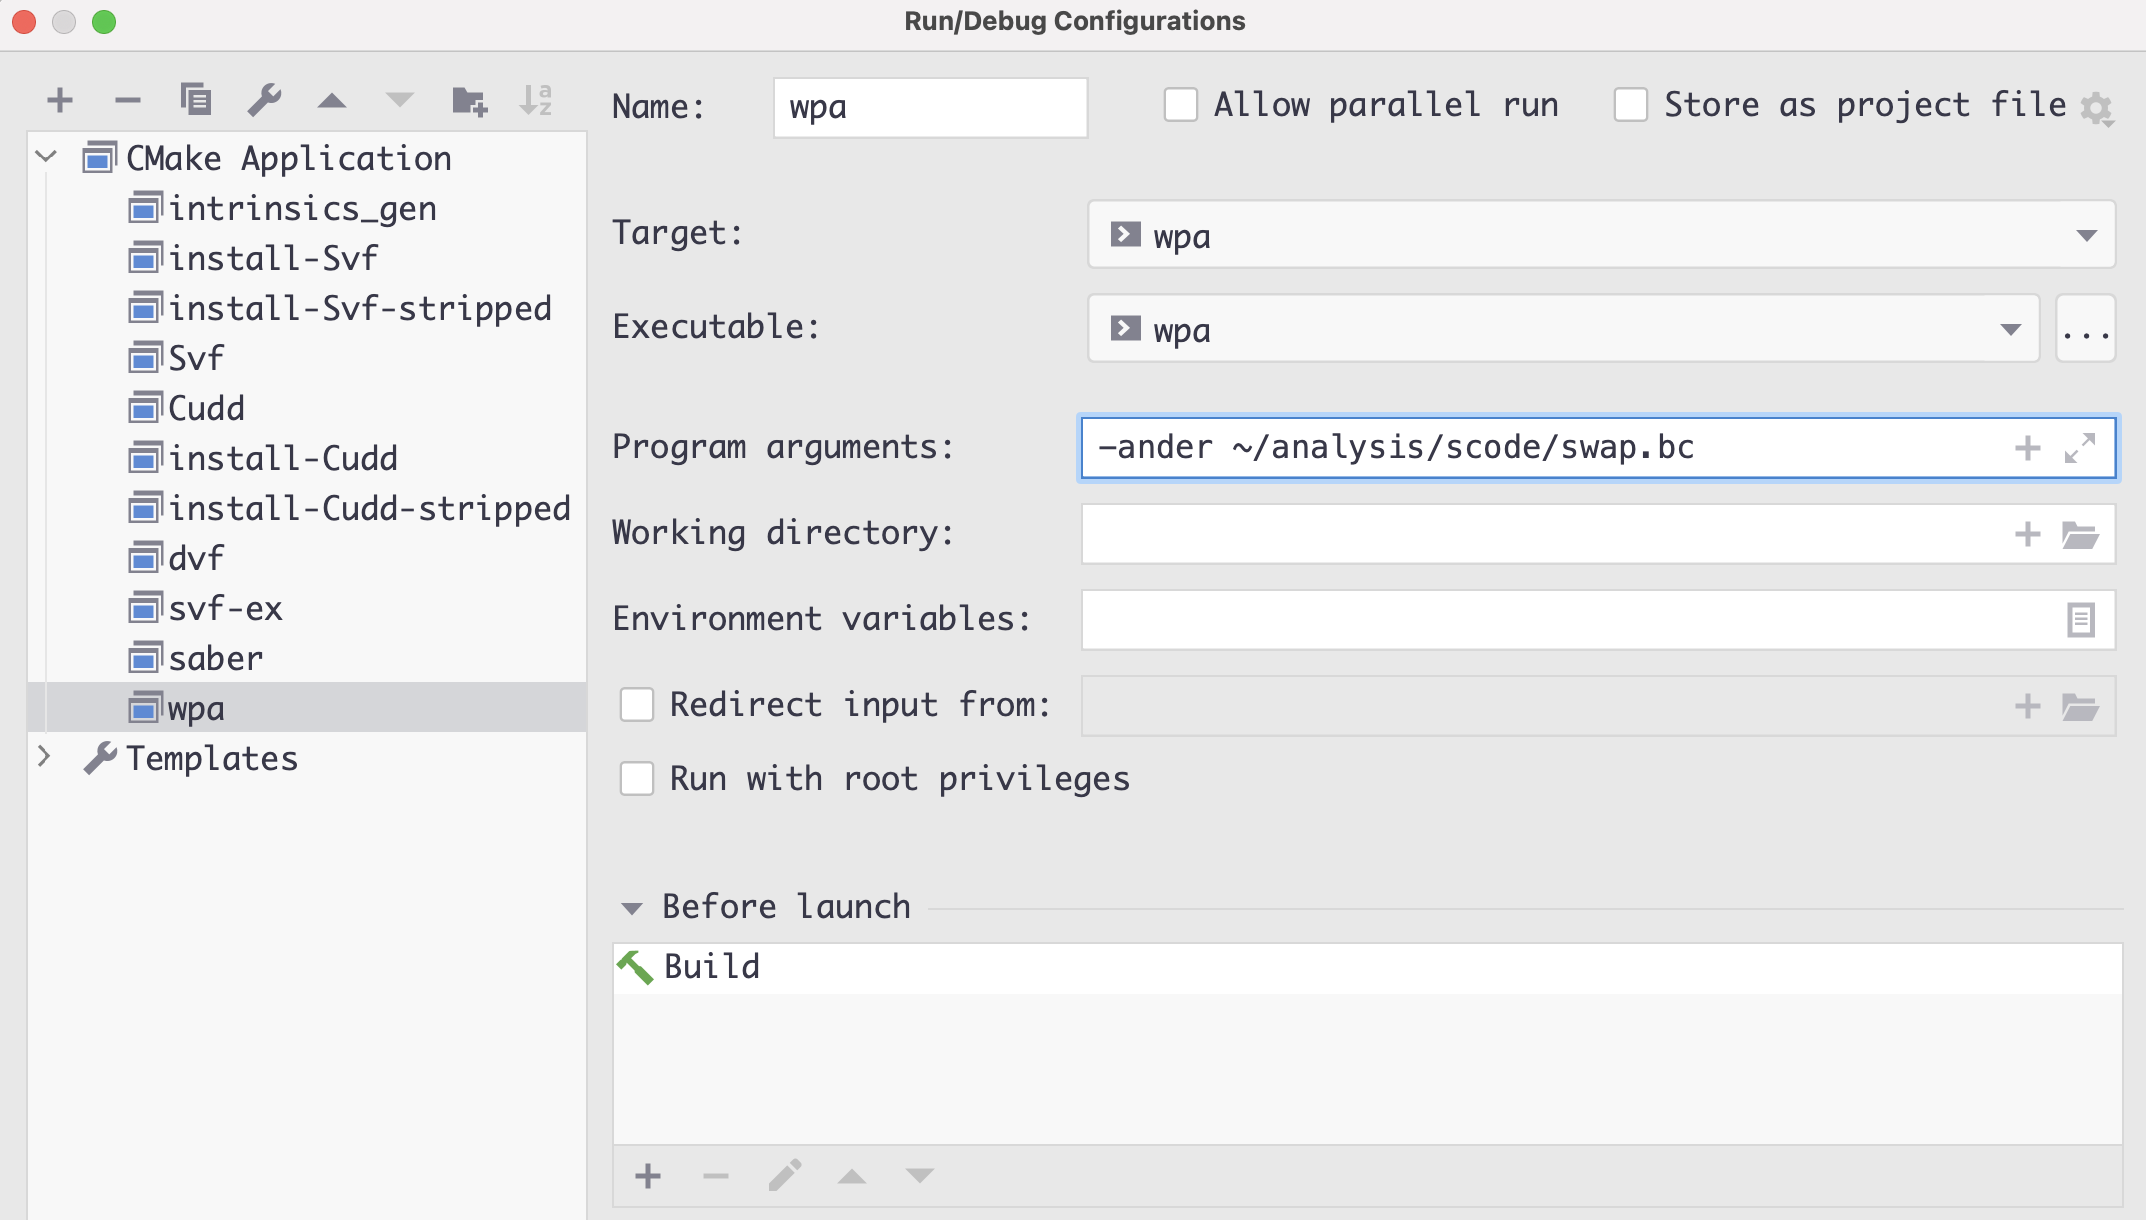 Run/Debug Configurations
CMake Application
intrinsics_gen
install-Svf
install-Svf-stripped
Svf
Cudd
install-Cudd
install-Cudd-stripped
dvf
svf-ex
saber
wpa
Templates
Name: wpa
Allow parallel run
Store as project file
Target: wpa
Executable: wpa
...
Program arguments: —ander ~/analysis/scode/swap.bc
Working directory:
Environment variables:
Redirect input from:
Run with root privileges
Before launch
Build